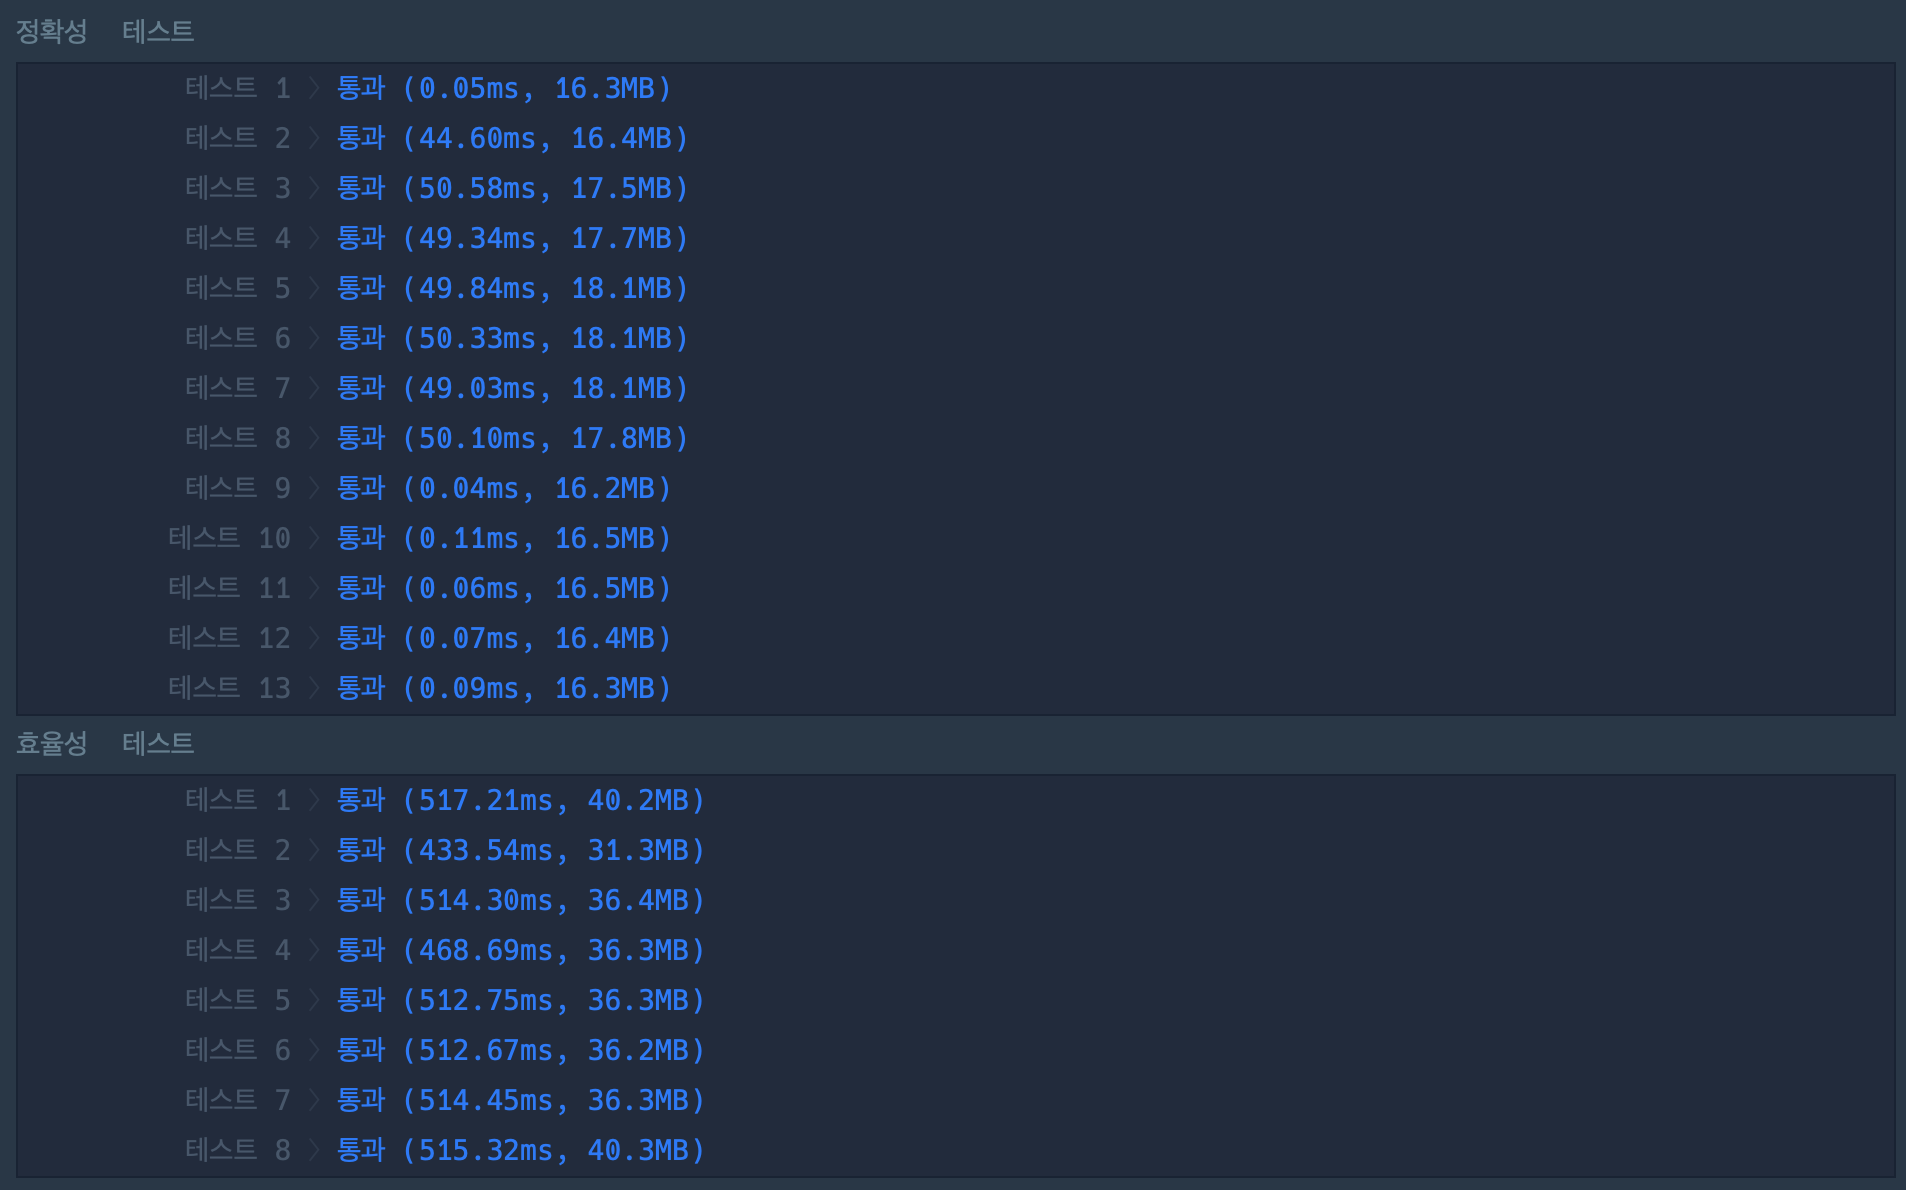 정확성 테스트
테스트 1 〉 통과 (0.05ms, 16.3MB)
테스트 2 〉 통과 (44.60ms, 16.4MB)
테스트 3 〉 통과 (50.58ms, 17.5MB)
테스트 4 〉 통과 (49.34ms, 17.7MB)
테스트 5 〉 통과 (49.84ms, 18.1MB)
테스트 6 〉 통과 (50.33ms, 18.1MB)
테스트 7 〉 통과 (49.03ms, 18.1MB)
테스트 8 〉 통과 (50.10ms, 17.8MB)
테스트 9 〉 통과 (0.04ms, 16.2MB)
테스트 10 〉 통과 (0.11ms, 16.5MB)
테스트 11 〉 통과 (0.06ms, 16.5MB)
테스트 12 〉 통과 (0.07ms, 16.4MB)
테스트 13 〉 통과 (0.09ms, 16.3MB)
효율성 테스트
테스트 1 〉 통과 (517.21ms, 40.2MB)
테스트 2 〉 통과 (433.54ms, 31.3MB)
테스트 3 〉 통과 (514.30ms, 36.4MB)
테스트 4 〉 통과 (468.69ms, 36.3MB)
테스트 5 〉 통과 (512.75ms, 36.3MB)
테스트 6 〉 통과 (512.67ms, 36.2MB)
테스트 7 〉 통과 (514.45ms, 36.3MB)
테스트 8 〉 통과 (515.32ms, 40.3MB)